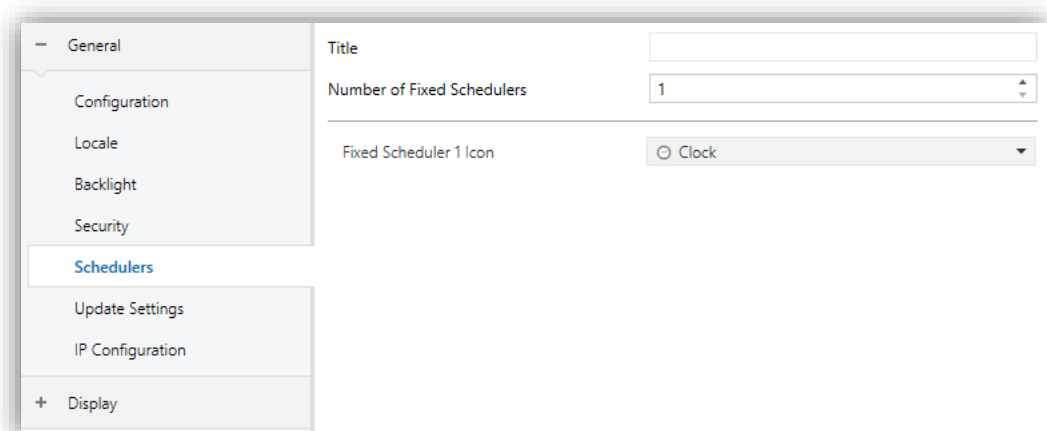 General
Configuration
Locale
Backlight
Security
Schedulers
Update Settings
IP Configuration
Display
Title
Number of Fixed Schedulers 1
Fixed Scheduler 1 Icon Clock